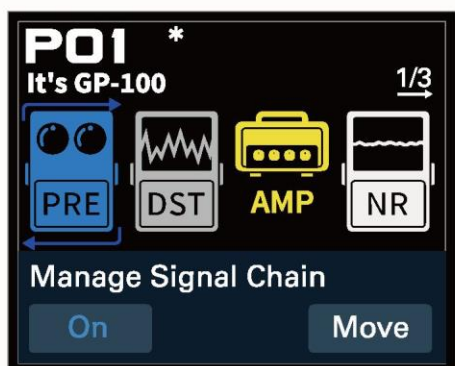 P01 *
It's GP-100
1/3
PRE DST AMP NR
Manage Signal Chain
On Move